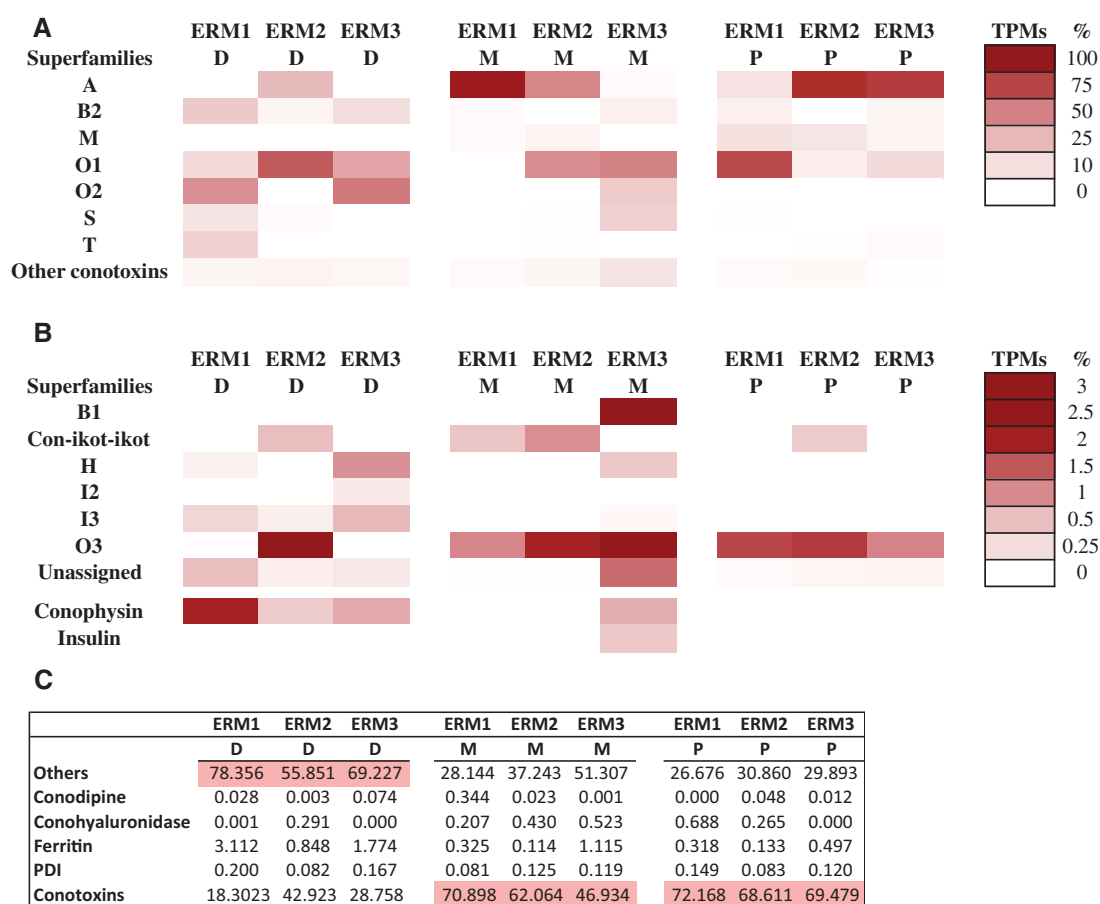 A
ERM1 ERM2 ERM3 ERM1 ERM2 ERM3 ERM1 ERM2 ERM3 TPMs %
Superfamilies D D D M M M P P P 100
A
75
B2
50
M
25
O1
10
O2
0
S
T
Other conotoxins
B
ERM1 ERM2 ERM3 ERM1 ERM2 ERM3 ERM1 ERM2 ERM3 TPMs %
Superfamilies D D D M M M P P P 3
B1
2.5
Con-ikot-ikot
2
H
1.5
I2
1
I3
0.5
O3
0.25
Unassigned
0
Conophysin
Insulin
C
ERM1 ERM2 ERM3 ERM1 ERM2 ERM3 ERM1 ERM2 ERM3
D D D M M M P P P
Others 78.356 55.851 69.227 28.144 37.243 51.307 26.676 30.860 29.893
Conodipine 0.028 0.003 0.074 0.344 0.023 0.001 0.000 0.048 0.012
Conohyaluronidase 0.001 0.291 0.000 0.207 0.430 0.523 0.688 0.265 0.000
Ferritin 3.112 0.848 1.774 0.325 0.114 1.115 0.318 0.133 0.497
PDI 0.200 0.082 0.167 0.081 0.125 0.119 0.149 0.083 0.120
Conotoxins 18.3023 42.923 28.758 70.898 62.064 46.934 72.168 68.611 69.479